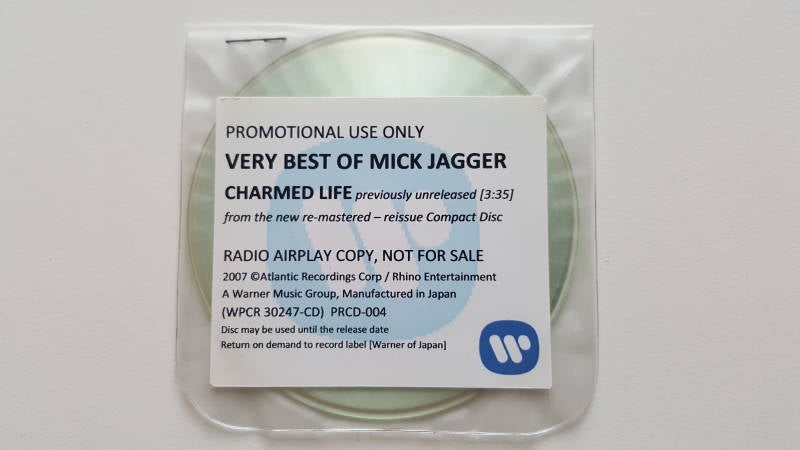 PROMOTIONAL USE ONLY
VERY BEST OF MICK JAGGER
CHARMED LIFE previously unreleased [3:35]
from the new re-mastered – reissue Compact Disc
RADIO AIRPLAY COPY, NOT FOR SALE
2007 ©Atlantic Recordings Corp / Rhino Entertainment
A Warner Music Group, Manufactured in Japan
(WPCR 30247-CD) PRCD-004
Disc may be used until the release date
Return on demand to record label [Warner of Japan]